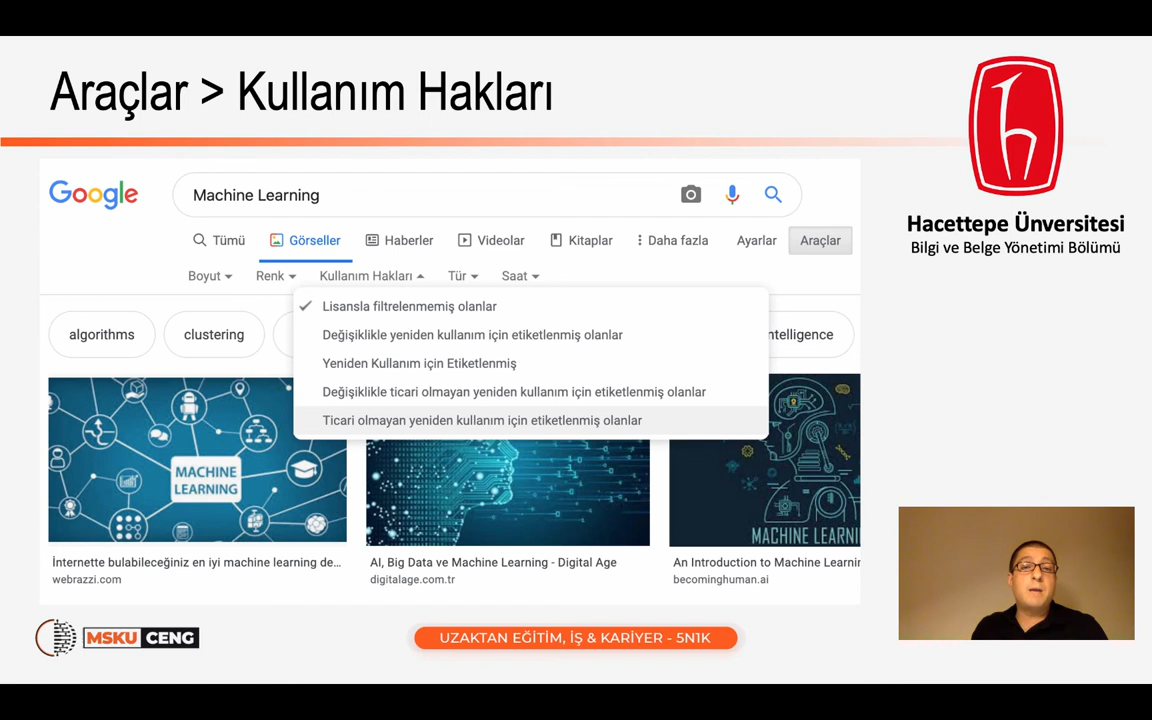 Araçlar > Kullanım Hakları
Hacettepe Ünversitesi
Bilgi ve Belge Yönetimi Bölümü
Google
Machine Learning
Tümü Görseller Haberler Videolar Kitaplar Daha fazla Ayarlar Araçlar
Boyut Renk Kullanım Hakları Tür Saat
Lisansla filtrelenmemiş olanlar
Değişiklikle yeniden kullanım için etiketlenmiş olanlar
Yeniden Kullanım için Etiketlenmiş
Değişiklikle ticari olmayan yeniden kullanım için etiketlenmiş olanlar
Ticari olmayan yeniden kullanım için etiketlenmiş olanlar
algorithms clustering ntelligence
MACHINE
LEARNING
MACHINE LEARNI
İnternette bulabileceğiniz en iyi machine learning de...
webrazzi.com
AI, Big Data ve Machine Learning - Digital Age
digitalage.com.tr
An Introduction to Machine Learnin
becominghuman.ai
MSKU CENG
UZAKTAN EĞİTİM, İŞ & KARİYER - 5N1K